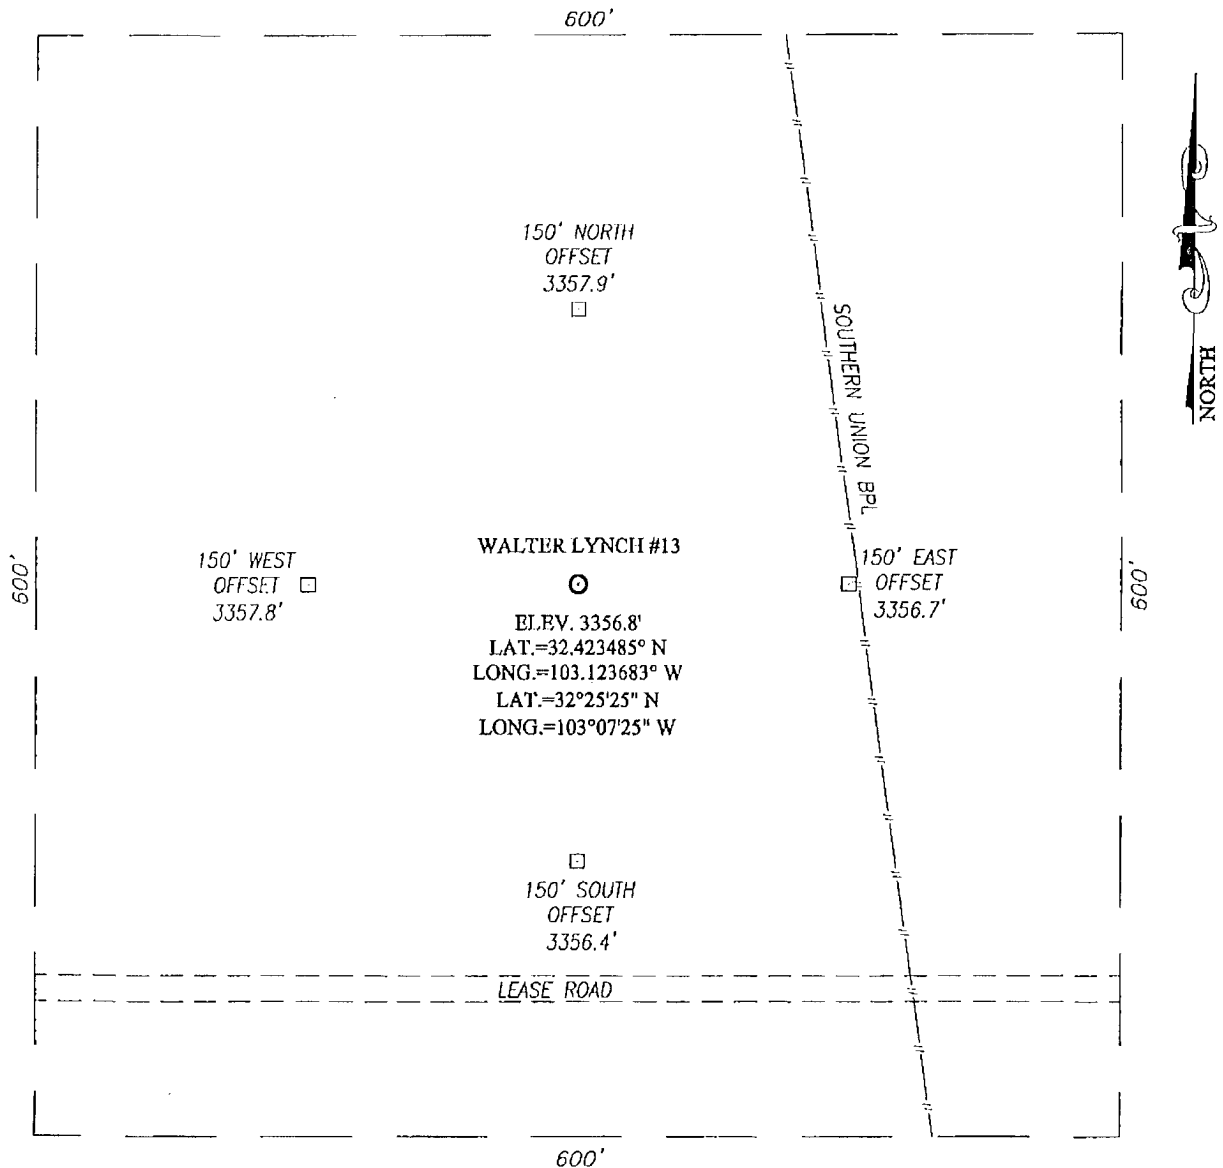 600'
150' NORTH
OFFSET
3357.9'
NORTH
SOUTHERN UNION BPL
600'
150' WEST
OFFSET
3357.8'
WALTER LYNCH #13
ELEV. 3356.8'
LAT.=32.423485° N
LONG.=103.123683° W
LAT.=32°25'25" N
LONG.=103°07'25" W
150' EAST
OFFSET
3356.7'
600'
150' SOUTH
OFFSET
3356.4'
LEASE ROAD
600'